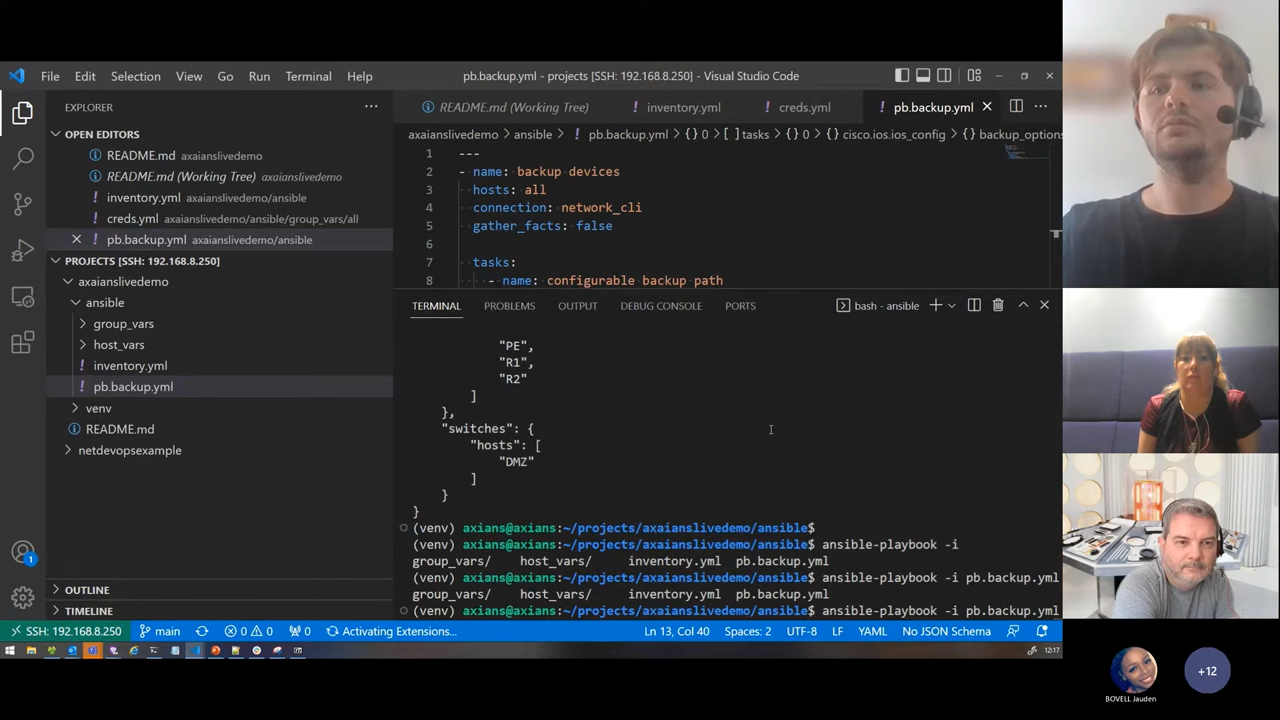 File Edit Selection View Go Run Terminal Help
pb.backup.yml - projects [SSH: 192.168.8.250] - Visual Studio Code
EXPLORER
OPEN EDITORS
README.md axaianslivedemo
README.md (Working Tree) axaianslivedemo
inventory.yml axaianslivedemo/ansible
creds.yml axaianslivedemo/ansible/group_vars/all
pb.backup.yml axaianslivedemo/ansible
PROJECTS [SSH: 192.168.8.250]
axaianslivedemo
ansible
group_vars
host_vars
inventory.yml
pb.backup.yml
venv
README.md
netdevopsexample
OUTLINE
TIMELINE
README.md (Working Tree) inventory.yml creds.yml pb.backup.yml
axaianslivedemo > ansible > pb.backup.yml > {} 0 > [ ] tasks > {} 0 > {} cisco.ios.ios_config > {} backup_options
1 ---
2 - name: backup devices
3 hosts: all
4 connection: network_cli
5 gather_facts: false
6
7 tasks:
8 - name: configurable backup path
TERMINAL PROBLEMS OUTPUT DEBUG CONSOLE PORTS
bash - ansible
"PE",
"R1",
"R2"
]
},
"switches": {
"hosts": [
"DMZ"
]
}
}
(venv) axians@axians:~/projects/axaianslivedemo/ansible$
(venv) axians@axians:~/projects/axaianslivedemo/ansible$ ansible-playbook -i
group_vars/ host_vars/ inventory.yml pb.backup.yml
(venv) axians@axians:~/projects/axaianslivedemo/ansible$ ansible-playbook -i pb.backup.yml
group_vars/ host_vars/ inventory.yml pb.backup.yml
(venv) axians@axians:~/projects/axaianslivedemo/ansible$ ansible-playbook -i pb.backup.yml
1
SSH: 192.168.8.250 main 0 0 0 Activating Extensions... Ln 13, Col 40 Spaces: 2 UTF-8 LF YAML No JSON Schema
12:17
BOVELL Jauden
+12